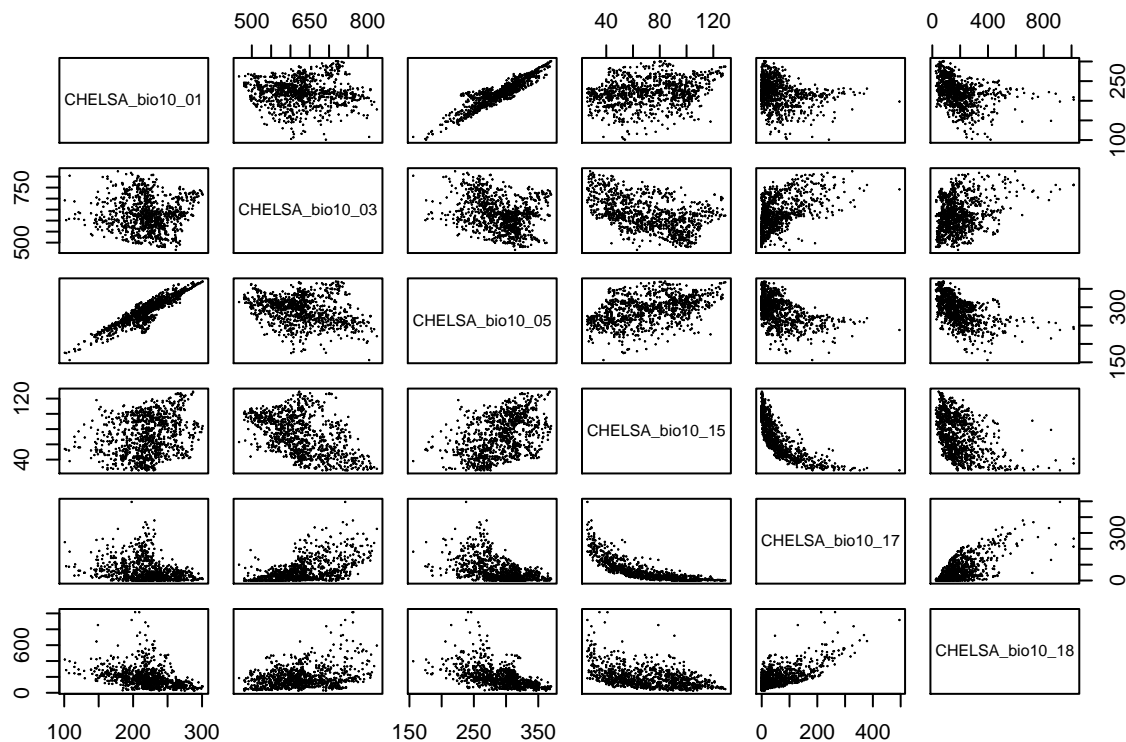 500 650 800
40 80 120
0 400 800
CHELSA_bio10_01
100 250
500 750
CHELSA_bio10_03
CHELSA_bio10_05
150 300
40 120
CHELSA_bio10_15
CHELSA_bio10_17
0 300
0 600
CHELSA_bio10_18
100 200 300
150 250 350
0 200 400